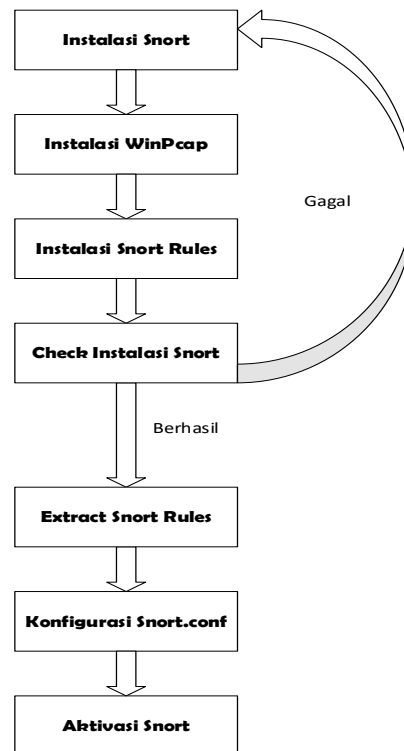 Instalasi Snort
Instalasi WinPcap
Gagal
Instalasi Snort Rules
Check Instalasi Snort
Berhasil
Extract Snort Rules
Konfigurasi Snort.conf
Aktivasi Snort